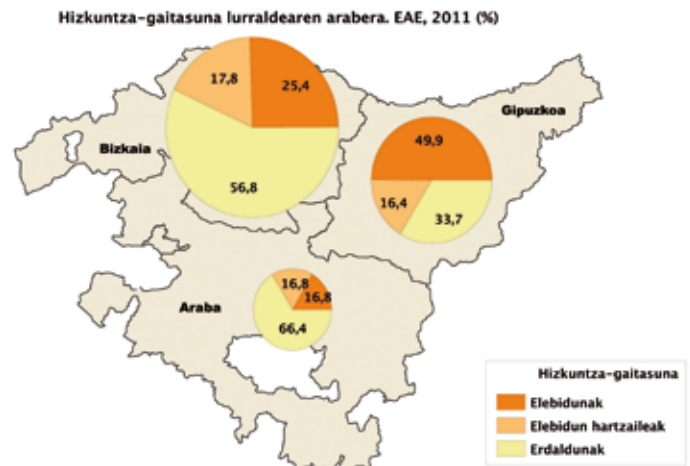 Hizkuntza-gaitasuna lurraldearen arabera. EAE, 2011 (%)
17,8
25,4
56,8
Bizkaia
Gipuzkoa
49,9
16,4
33,7
Araba
16,8
16,8
66,4
Hizkuntza-gaitasuna
Elebidunak
Elebidun hartzaileak
Erdaldunak